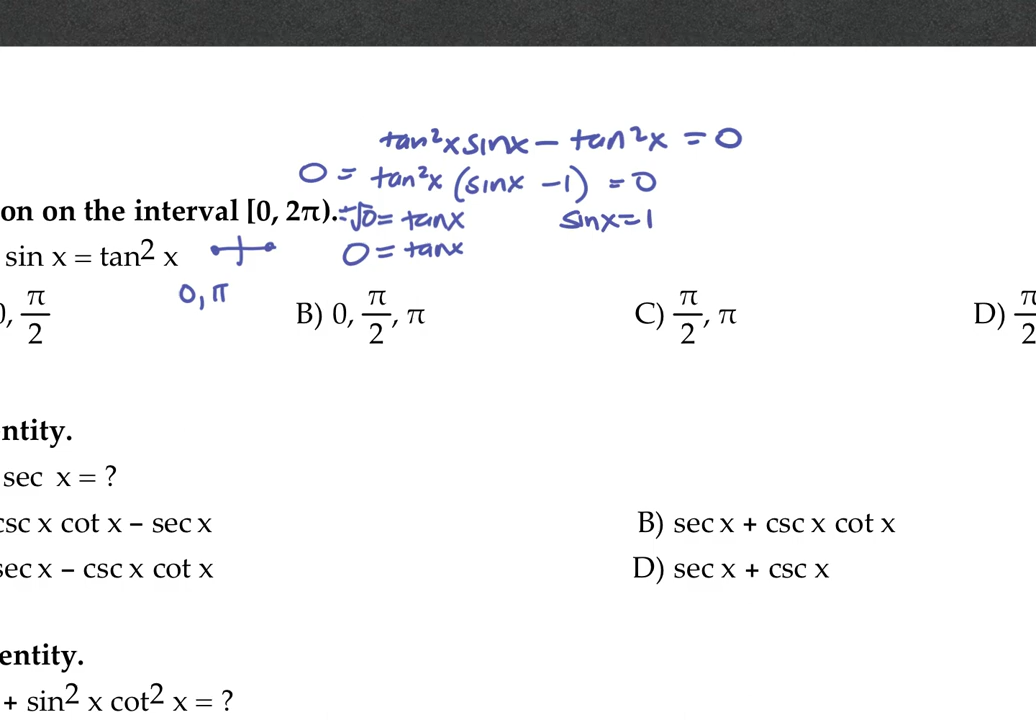 tan²x sinx − tan²x = 0
0 = tan²x (sinx −1) = 0
on on the interval [0, 2π). ±√0 = tanx sinx=1
sin x = tan² x 0 = tanx
0, π
0, π/2 B) 0, π/2, π C) π/2, π D) π/2
ntity.
sec x = ?
csc x cot x – sec x B) sec x + csc x cot x
sec x – csc x cot x D) sec x + csc x
entity.
+ sin² x cot² x = ?